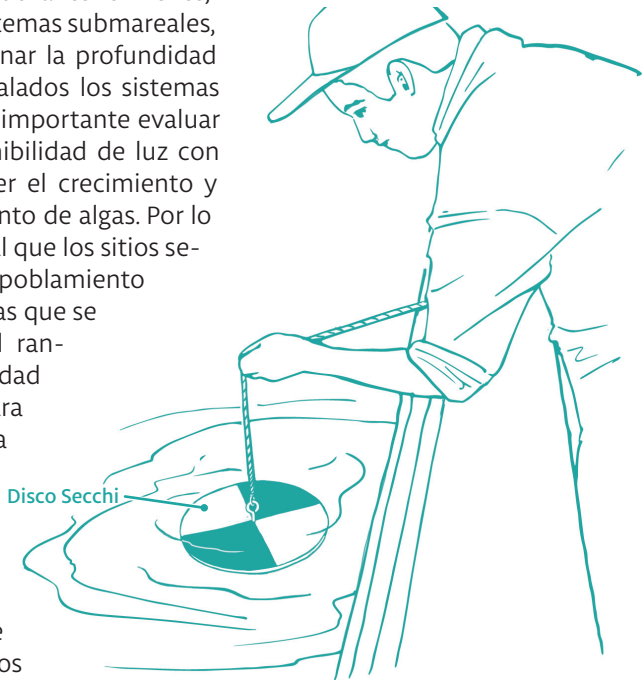 temas submareales,
nar la profundidad
alados los sistemas
importante evaluar
nibilidad de luz con
er el crecimiento y
nto de algas. Por lo
l que los sitios se-
poblamiento
as que se
l ran-
dad
ra
a
Disco Secchi
e
os